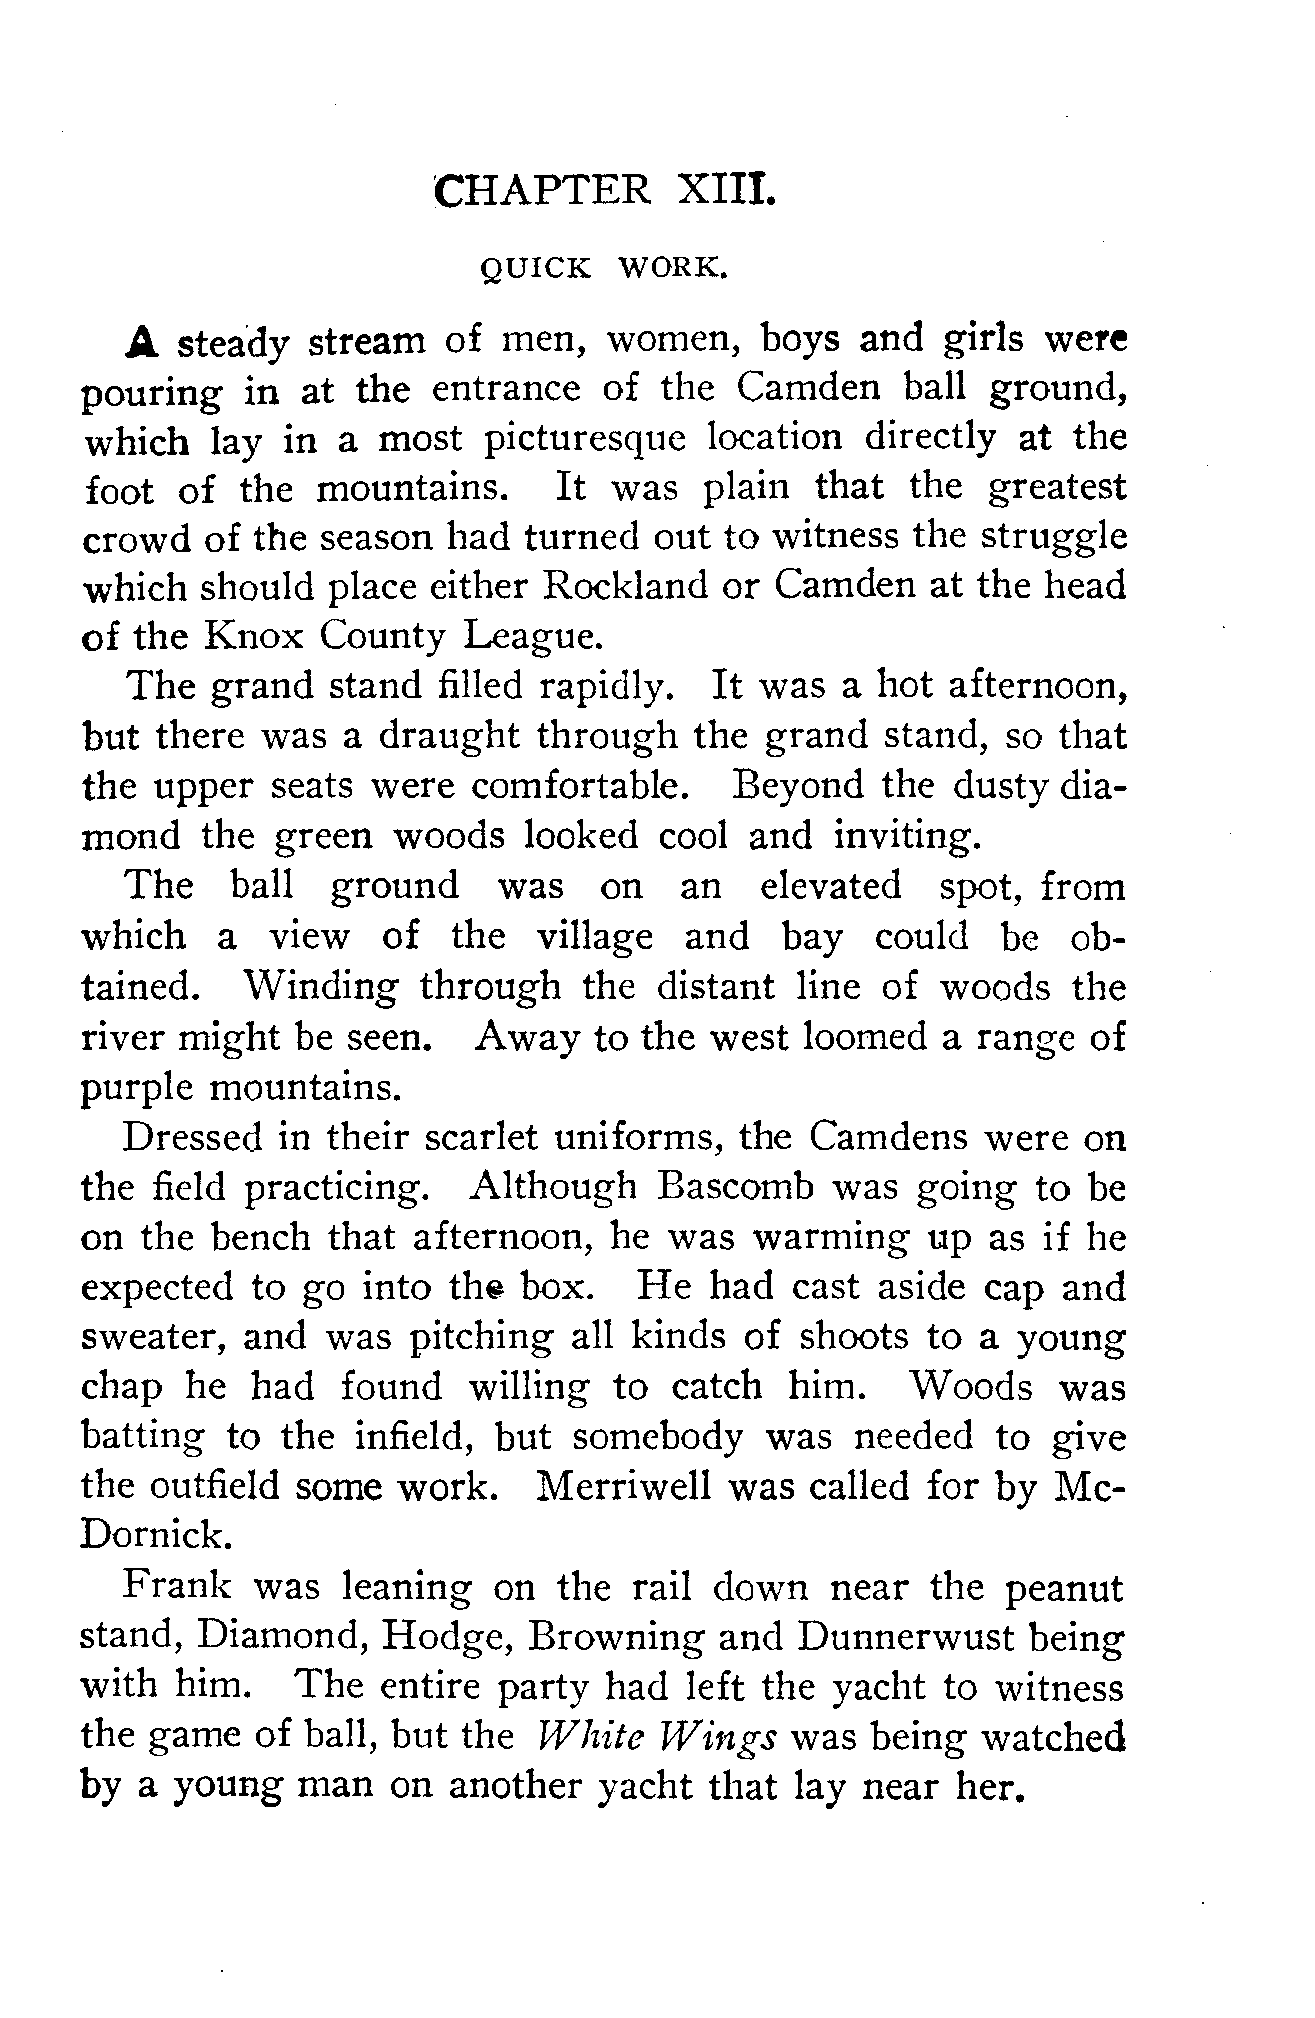 CHAPTER XIII.
QUICK WORK.
A steady stream of men, women, boys and girls were
pouring in at the entrance of the Camden ball ground,
which lay in a most picturesque location directly at the
foot of the mountains. It was plain that the greatest
crowd of the season had turned out to witness the struggle
which should place either Rockland or Camden at the head
of the Knox County League.
The grand stand filled rapidly. It was a hot afternoon,
but there was a draught through the grand stand, so that
the upper seats were comfortable. Beyond the dusty dia-
mond the green woods looked cool and inviting.
The ball ground was on an elevated spot, from
which a view of the village and bay could be ob-
tained. Winding through the distant line of woods the
river might be seen. Away to the west loomed a range of
purple mountains.
Dressed in their scarlet uniforms, the Camdens were on
the field practicing. Although Bascomb was going to be
on the bench that afternoon, he was warming up as if he
expected to go into the box. He had cast aside cap and
sweater, and was pitching all kinds of shoots to a young
chap he had found willing to catch him. Woods was
batting to the infield, but somebody was needed to give
the outfield some work. Merriwell was called for by Mc-
Dornick.
Frank was leaning on the rail down near the peanut
stand, Diamond, Hodge, Browning and Dunnerwust being
with him. The entire party had left the yacht to witness
the game of ball, but the White Wings was being watched
by a young man on another yacht that lay near her.